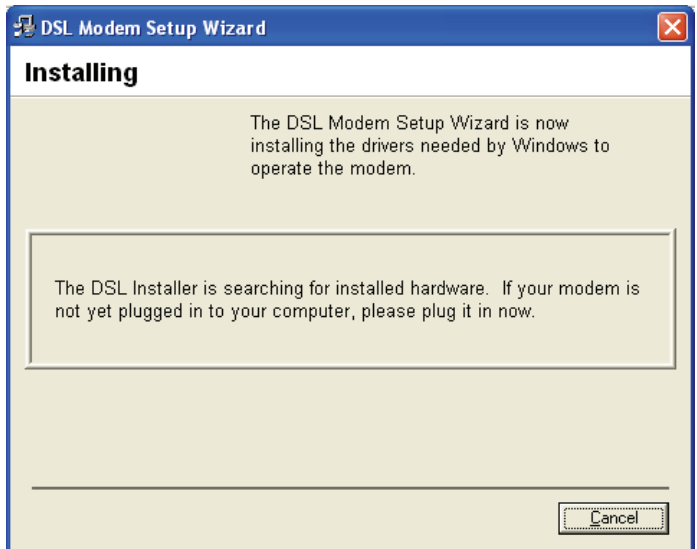 DSL Modem Setup Wizard
Installing
The DSL Modem Setup Wizard is now
installing the drivers needed by Windows to
operate the modem.
The DSL Installer is searching for installed hardware.  If your modem is
not yet plugged in to your computer, please plug it in now.
Cancel